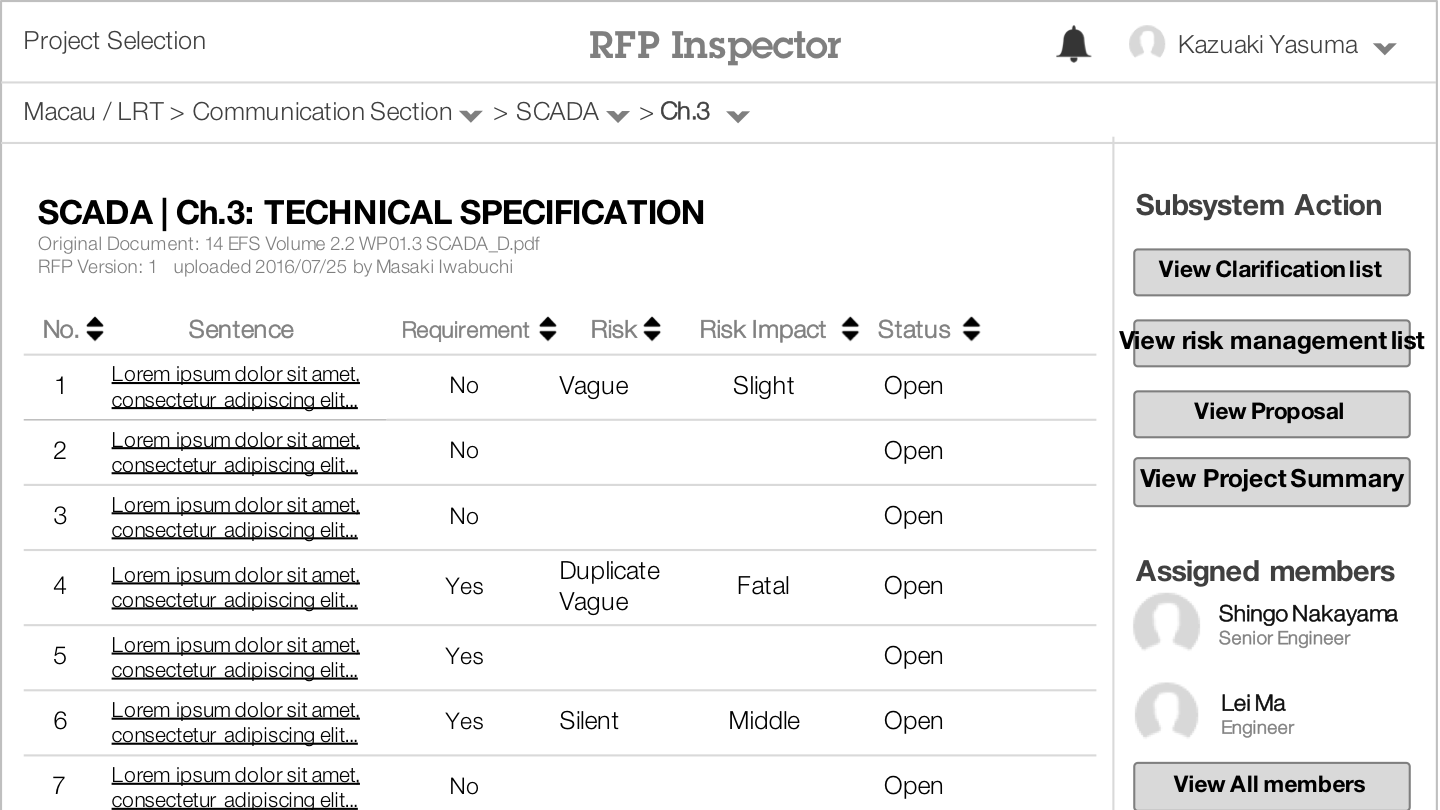 Project Selection
RFP Inspector
Kazuaki Yasuma
Macau / LRT > Communication Section > SCADA > Ch.3
SCADA | Ch.3: TECHNICAL SPECIFICATION
Original Document: 14 EFS Volume 2.2 WP01.3 SCADA_D.pdf
RFP Version: 1 uploaded 2016/07/25 by Masaki Iwabuchi
No. Sentence Requirement Risk Risk Impact Status
1 Lorem ipsum dolor sit amet, No Vague Slight Open
consectetur adipiscing elit...
2 Lorem ipsum dolor sit amet, No Open
consectetur adipiscing elit...
3 Lorem ipsum dolor sit amet, No Open
consectetur adipiscing elit...
4 Lorem ipsum dolor sit amet, Yes Duplicate Fatal Open
consectetur adipiscing elit... Vague
5 Lorem ipsum dolor sit amet, Yes Open
consectetur adipiscing elit...
6 Lorem ipsum dolor sit amet, Yes Silent Middle Open
consectetur adipiscing elit...
7 Lorem ipsum dolor sit amet, No Open
consectetur adipiscing elit...
Subsystem Action
View Clarification list
View risk management list
View Proposal
View Project Summary
Assigned members
Shingo Nakayama
Senior Engineer
Lei Ma
Engineer
View All members